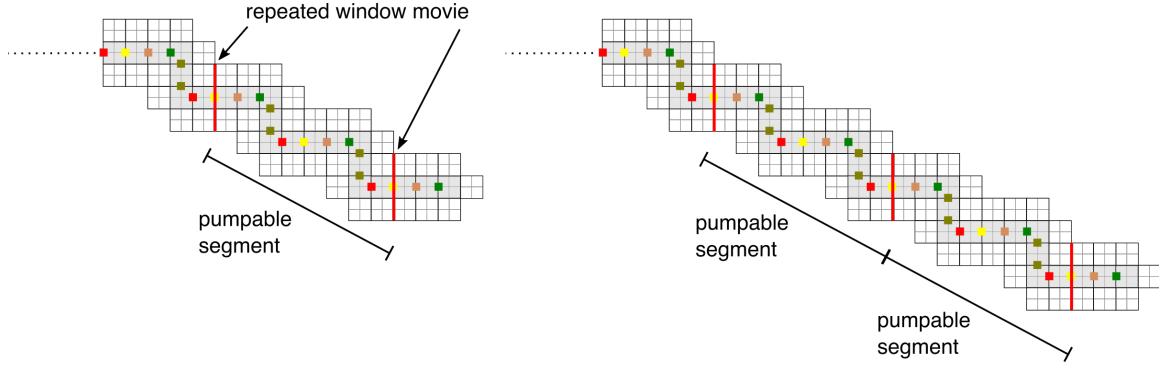 repeated window movie
pumpable
segment
pumpable
segment
pumpable
segment